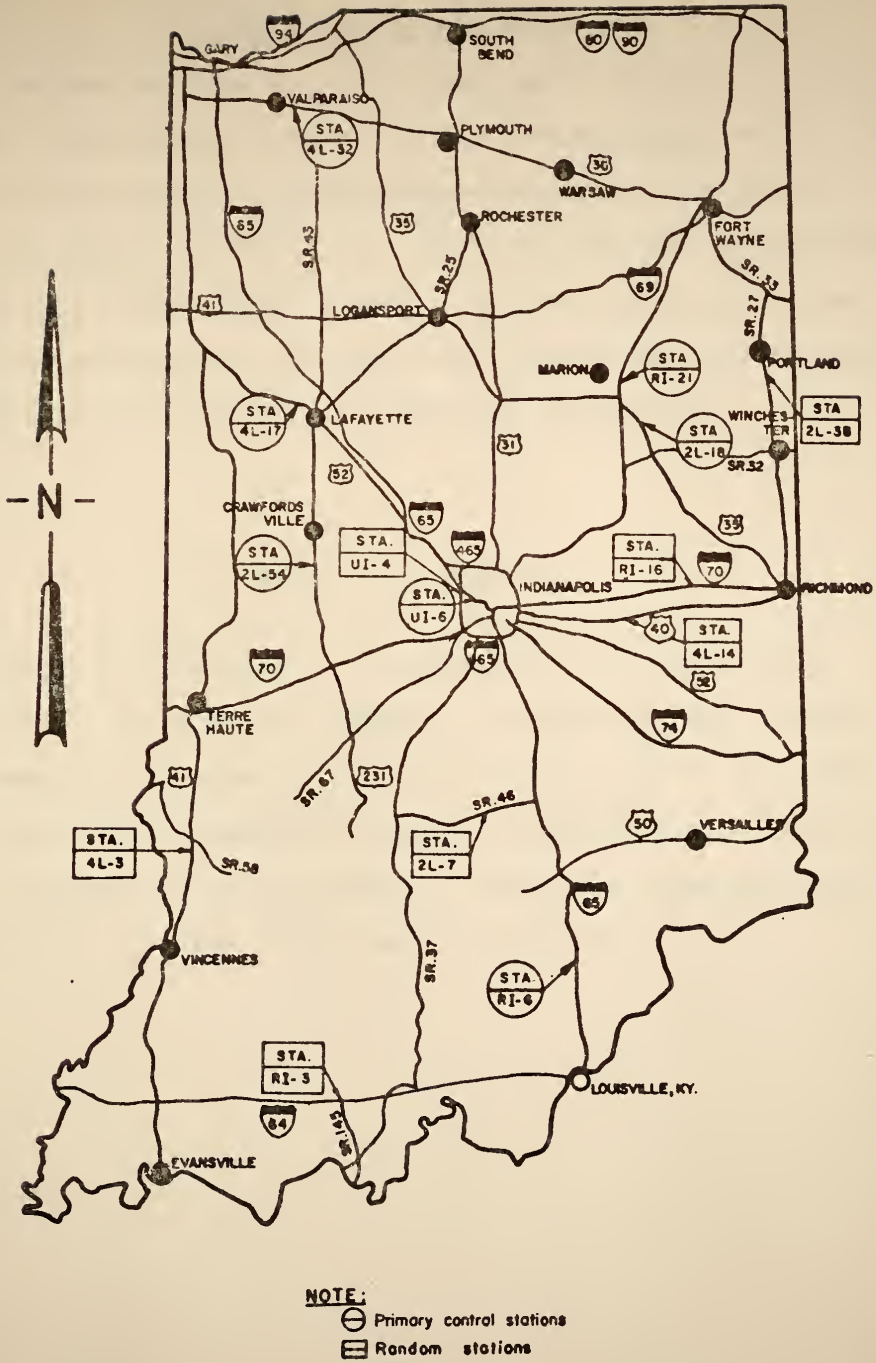 94
GARY
SOUTH
BEND
80
90
VALPARAISO
STA
4L-32
PLYMOUTH
30
WARSAW
65
S.R.43
35
ROCHESTER
FORT
WAYNE
S.R.25
69
SR.33
SR.27
41
LOGANSPORT
MARION
STA
RI-21
PORTLAND
STA
4L-17
LAFAYETTE
STA
2L-18
WINCHES-
TER
STA
2L-38
31
SR.32
52
CRAWFORDS
VILLE
65
STA.
UI-4
465
35
STA
2L-54
STA.
RI-16
70
STA.
UI-6
INDIANAPOLIS
RICHMOND
40
STA.
4L-14
70
465
52
TERRE
HAUTE
74
41
SR.67
231
SR.46
STA.
4L-3
SR.58
STA.
2L-7
50
VERSAILLES
65
VINCENNES
SR.37
STA.
RI-6
STA.
RI-3
LOUISVILLE, KY.
64
SR.145
EVANSVILLE
N
NOTE:
Primary control stations
Random stations